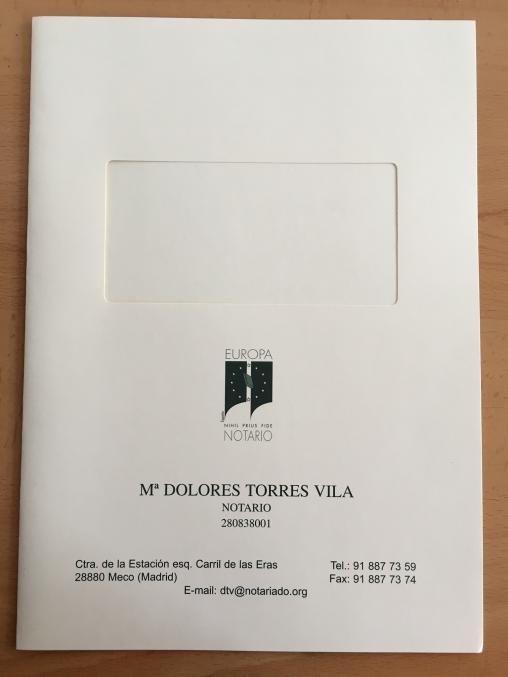 EUROPA
NIHIL PRIUS FIDE
NOTARIO
Mª DOLORES TORRES VILA
NOTARIO
280838001
Ctra. de la Estación esq. Carril de las Eras Tel.: 91 887 73 59
28880 Meco (Madrid) Fax: 91 887 73 74
E-mail: dtv@notariado.org